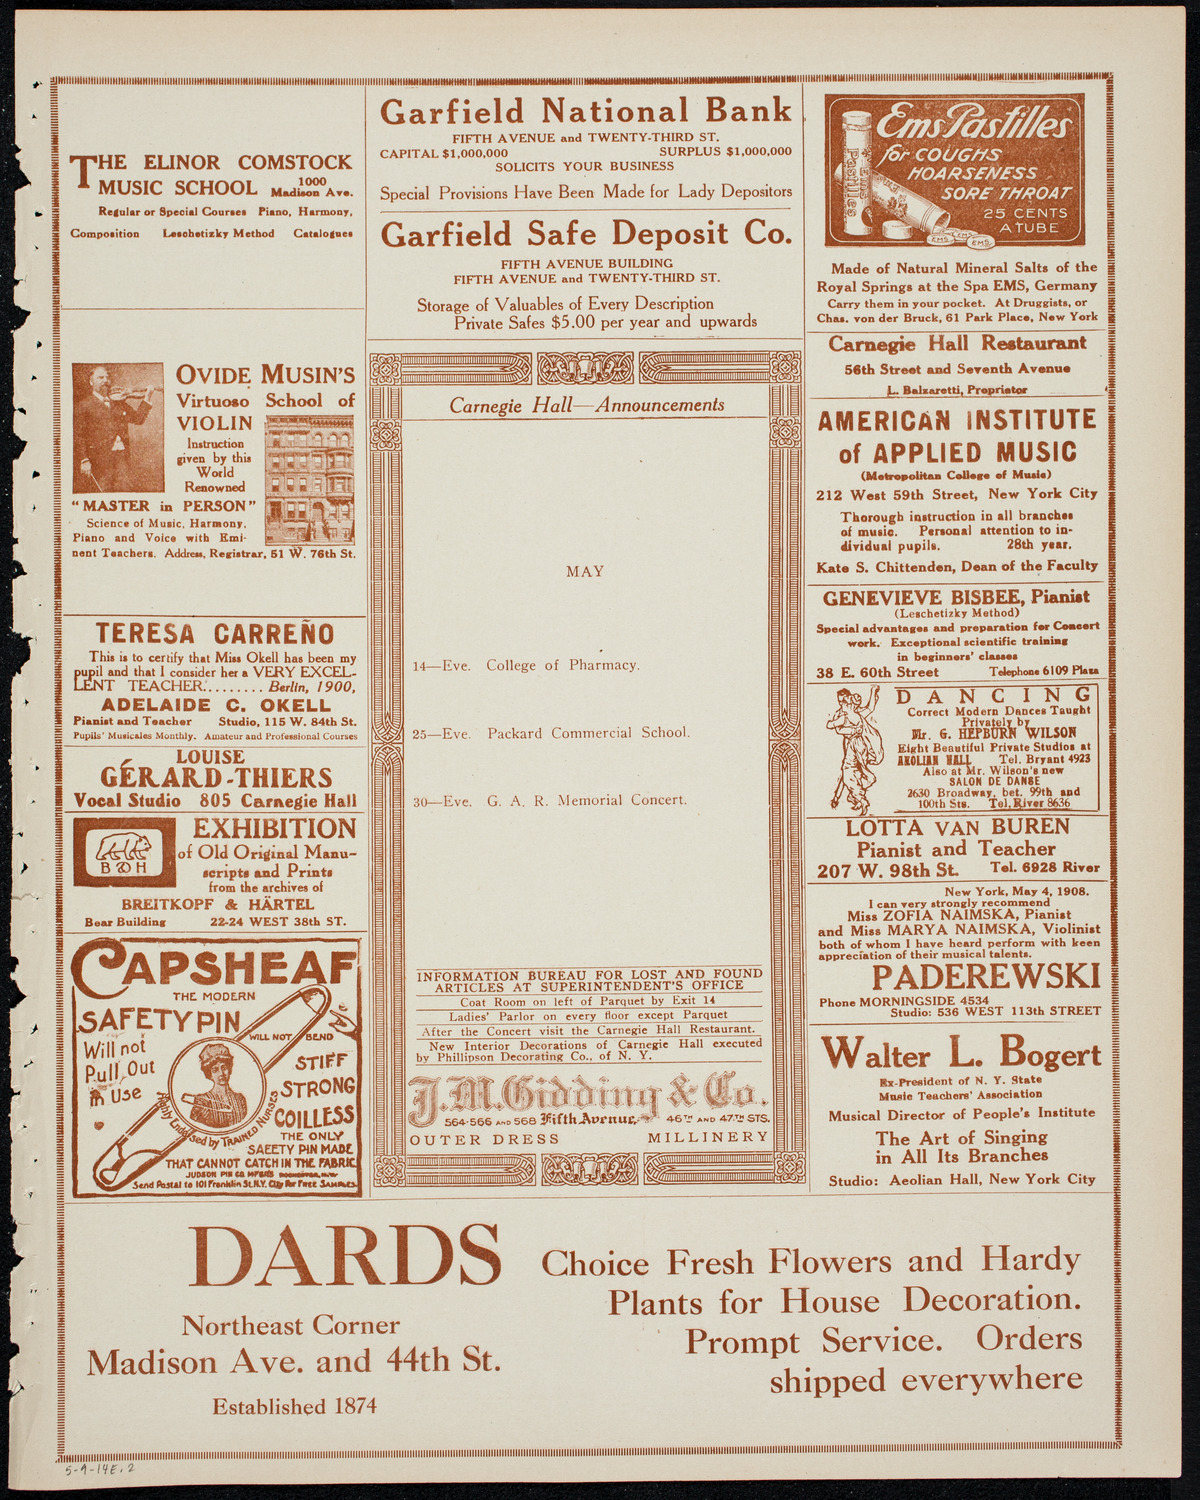 THE ELINOR COMSTOCK
MUSIC SCHOOL 1000 Madison Ave.
Regular or Special Courses Piano, Harmony,
Composition Leschetizky Method Catalogues
OVIDE MUSIN'S
Virtuoso School of
VIOLIN
Instruction
given by this
World
Renowned
"MASTER in PERSON"
Science of Music, Harmony,
Piano and Voice with Emi-
nent Teachers. Address, Registrar, 51 W. 76th St.
TERESA CARREÑO
This is to certify that Miss Okell has been my
pupil and that I consider her a VERY EXCEL-
LENT TEACHER......... Berlin, 1900,
ADELAIDE C. OKELL
Pianist and Teacher Studio, 115 W. 84th St.
Pupils' Musicales Monthly. Amateur and Professional Courses
LOUISE
GÉRARD-THIERS
Vocal Studio 805 Carnegie Hall
B & H
EXHIBITION
of Old Original Manu-
scripts and Prints
from the archives of
BREITKOPF & HÄRTEL
Bear Building 22-24 WEST 38th ST.
CAPSHEAF
THE MODERN
SAFETY PIN
WILL NOT BEND
Will not
Pull Out
in Use
STIFF
STRONG
COILLESS
Highly Endorsed by TRAINED NURSES
THE ONLY
SAFETY PIN MADE
THAT CANNOT CATCH IN THE FABRIC
JUDSON PIN CO MFGRS ROCHESTER, N.Y.
Send Postal to 101 Franklin St. N.Y. City For FREE SAMPLES
Garfield National Bank
FIFTH AVENUE and TWENTY-THIRD ST.
CAPITAL $1,000,000 SURPLUS $1,000,000
SOLICITS YOUR BUSINESS
Special Provisions Have Been Made for Lady Depositors
Garfield Safe Deposit Co.
FIFTH AVENUE BUILDING
FIFTH AVENUE and TWENTY-THIRD ST.
Storage of Valuables of Every Description
Private Safes $5.00 per year and upwards
Carnegie Hall—Announcements
MAY
14—Eve. College of Pharmacy.
25—Eve. Packard Commercial School.
30—Eve. G. A. R. Memorial Concert.
INFORMATION BUREAU FOR LOST AND FOUND
ARTICLES AT SUPERINTENDENT'S OFFICE
Coat Room on left of Parquet by Exit 14
Ladies' Parlor on every floor except Parquet
After the Concert visit the Carnegie Hall Restaurant.
New Interior Decorations of Carnegie Hall executed
by Phillipson Decorating Co., of N. Y.
J. M. Gidding & Co.
564-566 AND 568 Fifth Avenue 46TH AND 47TH STS.
OUTER DRESS MILLINERY
Ems Pastilles
for COUGHS
HOARSENESS
SORE THROAT
25 CENTS
A TUBE
Ems Pastilles
EMS
EMS
EMS
Made of Natural Mineral Salts of the
Royal Springs at the Spa EMS, Germany
Carry them in your pocket. At Druggists, or
Chas. von der Bruck, 61 Park Place, New York
Carnegie Hall Restaurant
56th Street and Seventh Avenue
L. Balzaretti, Proprietor
AMERICAN INSTITUTE
of APPLIED MUSIC
(Metropolitan College of Music)
212 West 59th Street, New York City
Thorough instruction in all branches
of music. Personal attention to in-
dividual pupils. 28th year.
Kate S. Chittenden, Dean of the Faculty
GENEVIEVE BISBEE, Pianist
(Leschetizky Method)
Special advantages and preparation for Concert
work. Exceptional scientific training
in beginners' classes
38 E. 60th Street Telephone 6109 Plaza
DANCING
Correct Modern Dances Taught
Privately by
Mr. G. HEPBURN WILSON
Eight Beautiful Private Studios at
AEOLIAN HALL Tel. Bryant 4923
Also at Mr. Wilson's new
SALON DE DANSE
2630 Broadway, bet. 99th and
100th Sts. Tel. River 8636
LOTTA VAN BUREN
Pianist and Teacher
207 W. 98th St. Tel. 6928 River
New York, May 4, 1908.
I can very strongly recommend
Miss ZOFIA NAIMSKA, Pianist
and Miss MARYA NAIMSKA, Violinist
both of whom I have heard perform with keen
appreciation of their musical talents.
PADEREWSKI
Phone MORNINGSIDE 4534
Studio: 536 WEST 113th STREET
Walter L. Bogert
Ex-President of N. Y. State
Music Teachers' Association
Musical Director of People's Institute
The Art of Singing
in All Its Branches
Studio: Aeolian Hall, New York City
DARDS
Northeast Corner
Madison Ave. and 44th St.
Established 1874
Choice Fresh Flowers and Hardy
Plants for House Decoration.
Prompt Service. Orders
shipped everywhere
5-9-14E.2